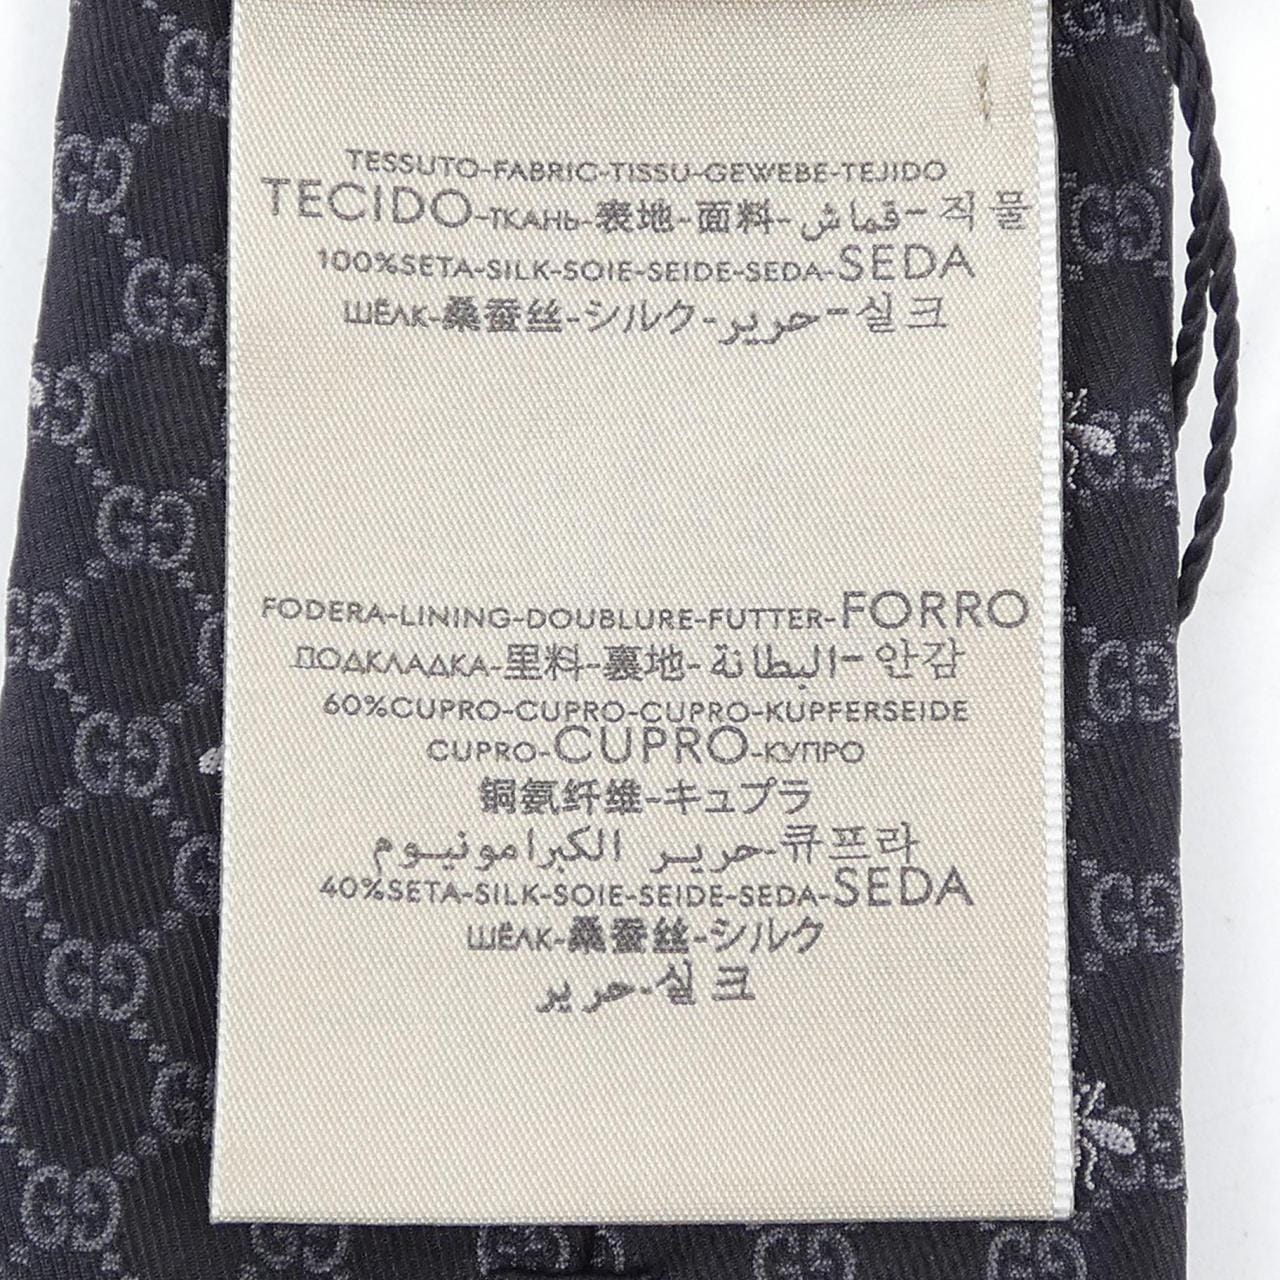 TESSUTO-FABRIC-TISSU-GEWEBE-TEJIDO
TECIDO-ТКАНЬ-表地-面料-قماش-직물
100%SETA-SILK-SOIE-SEIDE-SEDA-SEDA
ШЁЛК-桑蚕丝-シルク-حرير-실크
FODERA-LINING-DOUBLURE-FUTTER-FORRO
ПОДКЛАДКА-里料-裏地-البطانة-안감
60%CUPRO-CUPRO-CUPRO-KUPFERSEIDE
CUPRO-CUPRO-КУПРО
铜氨纤维-キュプラ
حرير الكبرامونيوم-큐프라
40%SETA-SILK-SOIE-SEIDE-SEDA-SEDA
ШЁЛК-桑蚕丝-シルク
حرير-실크